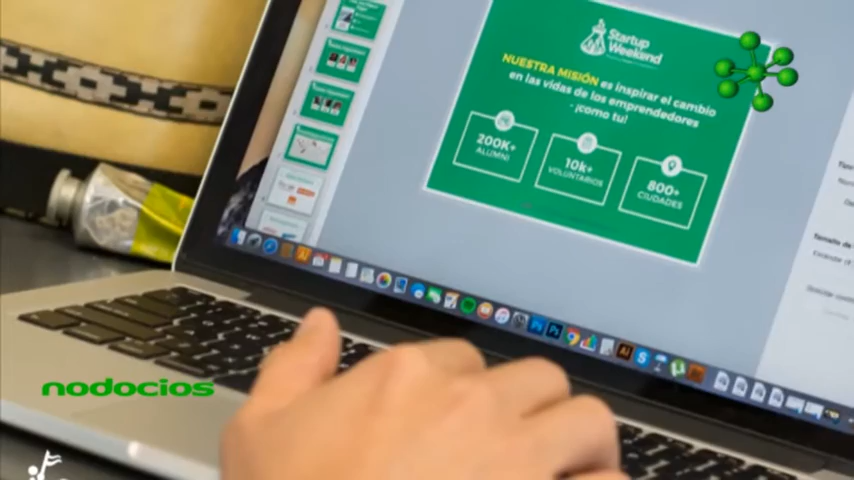 Startup
Weekend
NUESTRA MISIÓN es inspirar el cambio
en las vidas de los emprendedores
- ¡como tu!
200K+
ALUMNI
10k+
VOLUNTARIOS
800+
CIUDADES
nodocios